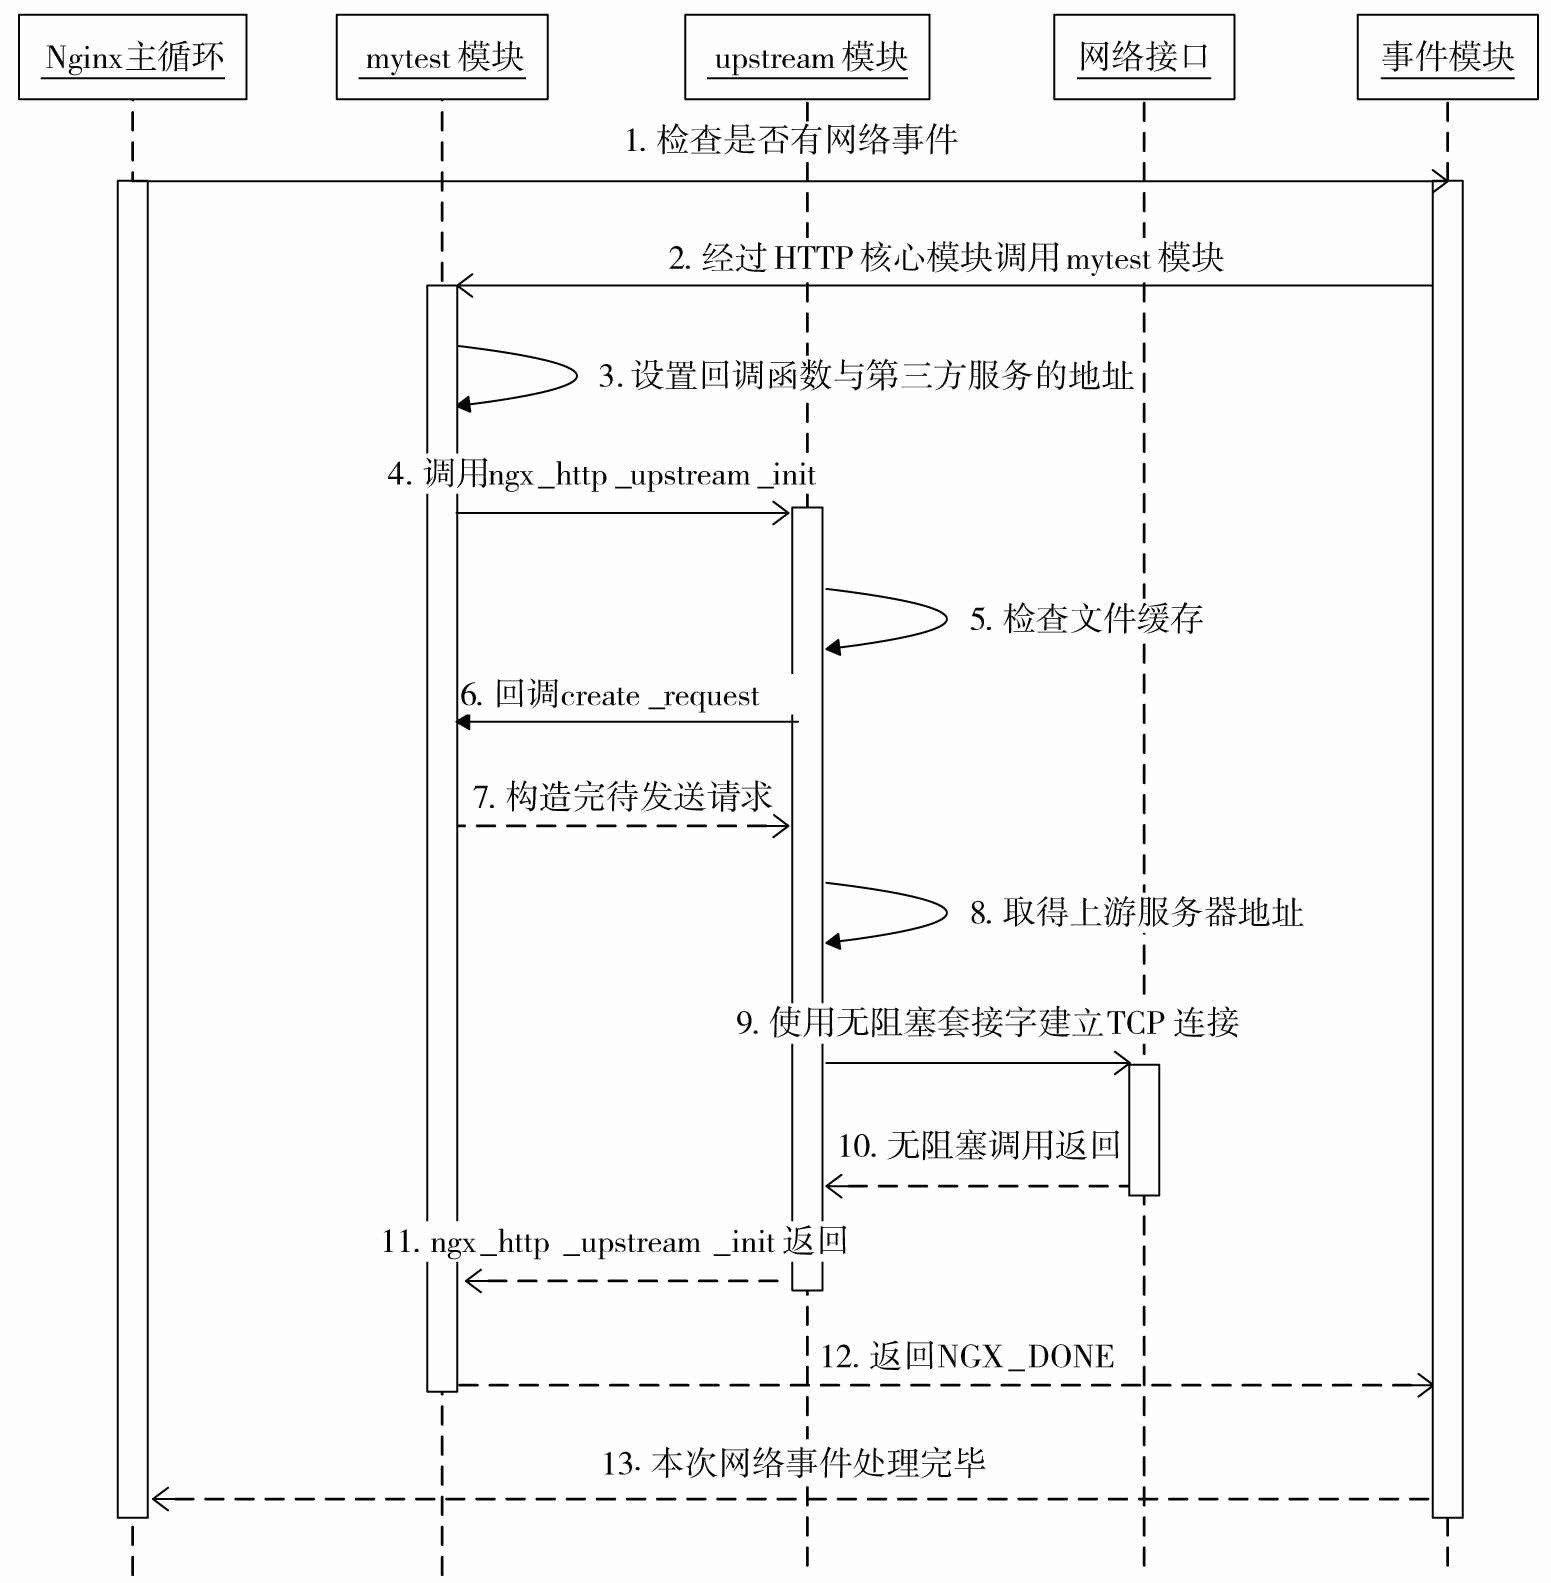 Nginx主循环
mytest 模块
upstream 模块
网络接口
事件模块
1. 检查是否有网络事件
2. 经过 HTTP 核心模块调用 mytest 模块
3. 设置回调函数与第三方服务的地址
4. 调用ngx_http_upstream_init
5. 检查文件缓存
6. 回调create_request
7. 构造完待发送请求
8. 取得上游服务器地址
9. 使用无阻塞套接字建立TCP 连接
10. 无阻塞调用返回
11. ngx_http_upstream_init 返回
12. 返回NGX_DONE
13. 本次网络事件处理完毕